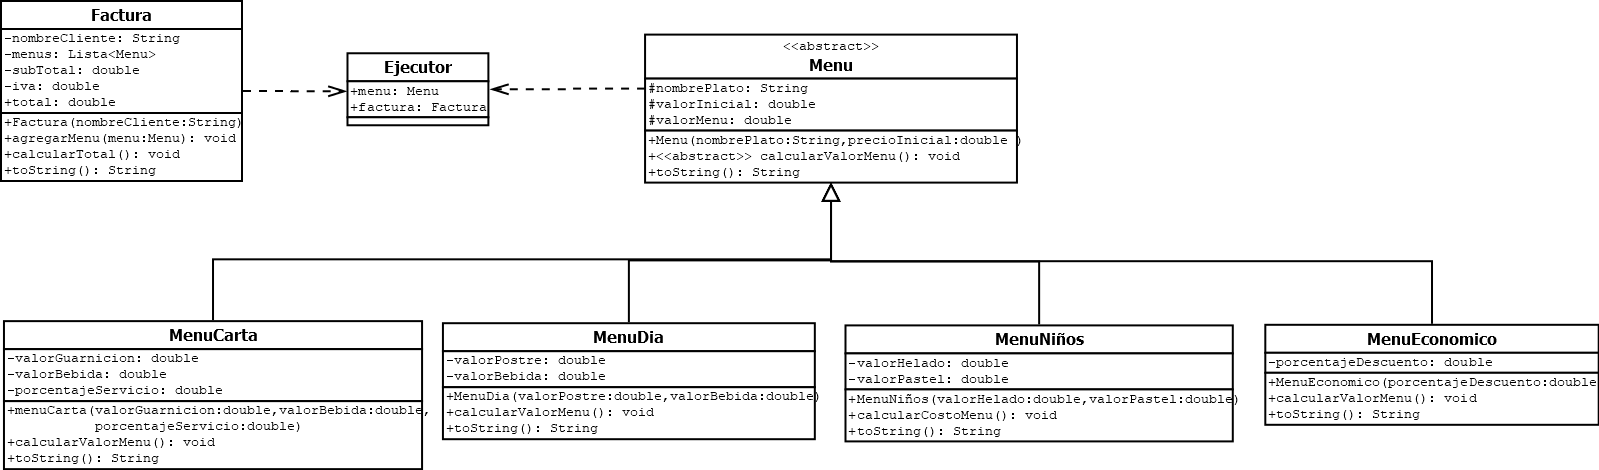 Factura
-nombreCliente: String
-menus: Lista<Menu>
-subTotal: double
-iva: double
+total: double
+Factura(nombreCliente:String)
+agregarMenu(menu:Menu): void
+calcularTotal(): void
+toString(): String
Ejecutor
+menu: Menu
+factura: Factura
<<abstract>>
Menu
#nombrePlato: String
#valorInicial: double
#valorMenu: double
+Menu(nombrePlato:String,precioInicial:double )
+<<abstract>> calcularValorMenu(): void
+toString(): String
MenuCarta
-valorGuarnicion: double
-valorBebida: double
-porcentajeServicio: double
+menuCarta(valorGuarnicion:double,valorBebida:double,
porcentajeServicio:double)
+calcularValorMenu(): void
+toString(): String
MenuDia
-valorPostre: double
-valorBebida: double
+MenuDia(valorPostre:double,valorBebida:double)
+calcularValorMenu(): void
+toString(): String
MenuNiños
-valorHelado: double
-valorPastel: double
+MenuNiños(valorHelado:double,valorPastel:double)
+calcularCostoMenu(): void
+toString(): String
MenuEconomico
-porcentajeDescuento: double
+MenuEconomico(porcentajeDescuento:double
+calcularValorMenu(): void
+toString(): String